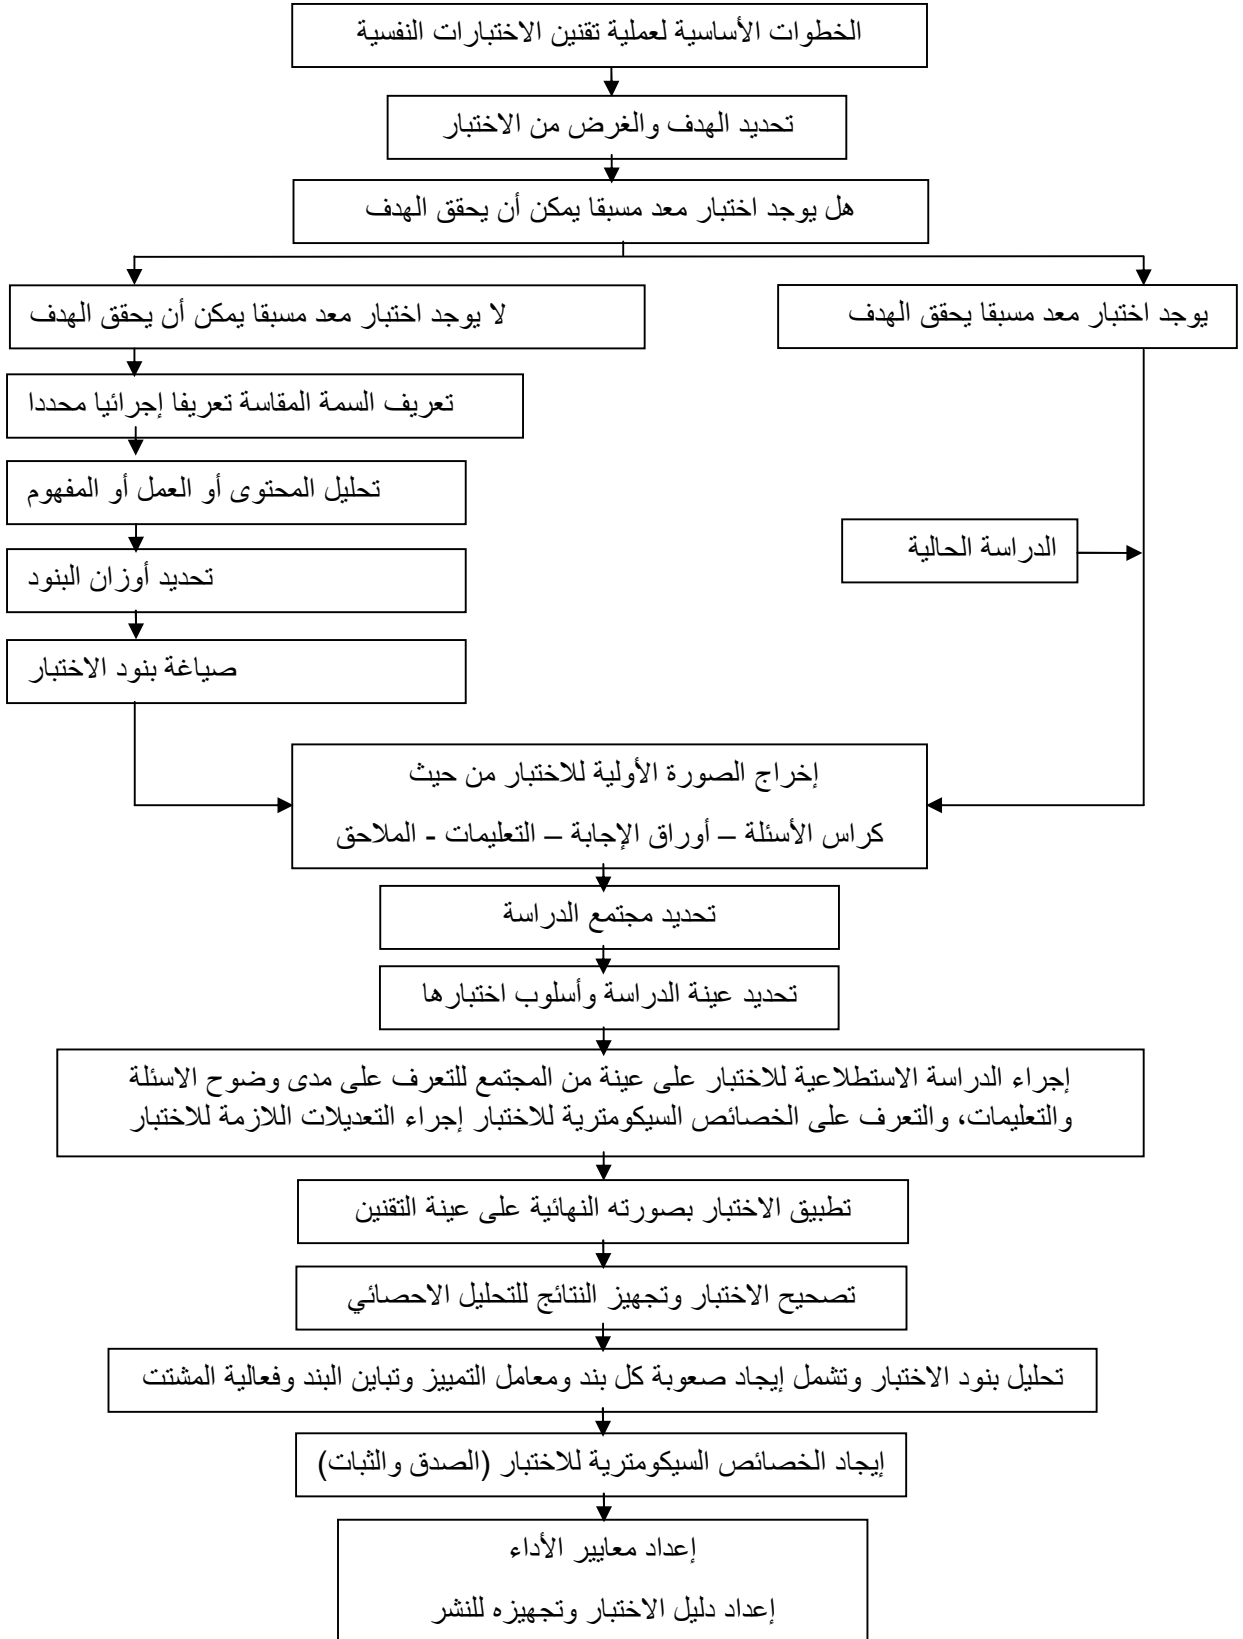 الخطوات الأساسية لعملية تقنين الاختبارات النفسية
تحديد الهدف والغرض من الاختبار
هل يوجد اختبار معد مسبقا يمكن أن يحقق الهدف
يوجد اختبار معد مسبقا يحقق الهدف
لا يوجد اختبار معد مسبقا يمكن أن يحقق الهدف
تعريف السمة المقاسة تعريفا إجرائيا محددا
تحليل المحتوى أو العمل أو المفهوم
الدراسة الحالية
تحديد أوزان البنود
صياغة بنود الاختبار
إخراج الصورة الأولية للاختبار من حيث
كراس الأسئلة – أوراق الإجابة – التعليمات - الملاحق
تحديد مجتمع الدراسة
تحديد عينة الدراسة وأسلوب اختبارها
إجراء الدراسة الاستطلاعية للاختبار على عينة من المجتمع للتعرف على مدى وضوح الاسئلة
والتعليمات، والتعرف على الخصائص السيكومترية للاختبار إجراء التعديلات اللازمة للاختبار
تطبيق الاختبار بصورته النهائية على عينة التقنين
تصحيح الاختبار وتجهيز النتائج للتحليل الاحصائي
تحليل بنود الاختبار وتشمل إيجاد صعوبة كل بند ومعامل التمييز وتباين البند وفعالية المشتت
إيجاد الخصائص السيكومترية للاختبار (الصدق والثبات)
إعداد معايير الأداء
إعداد دليل الاختبار وتجهيزه للنشر